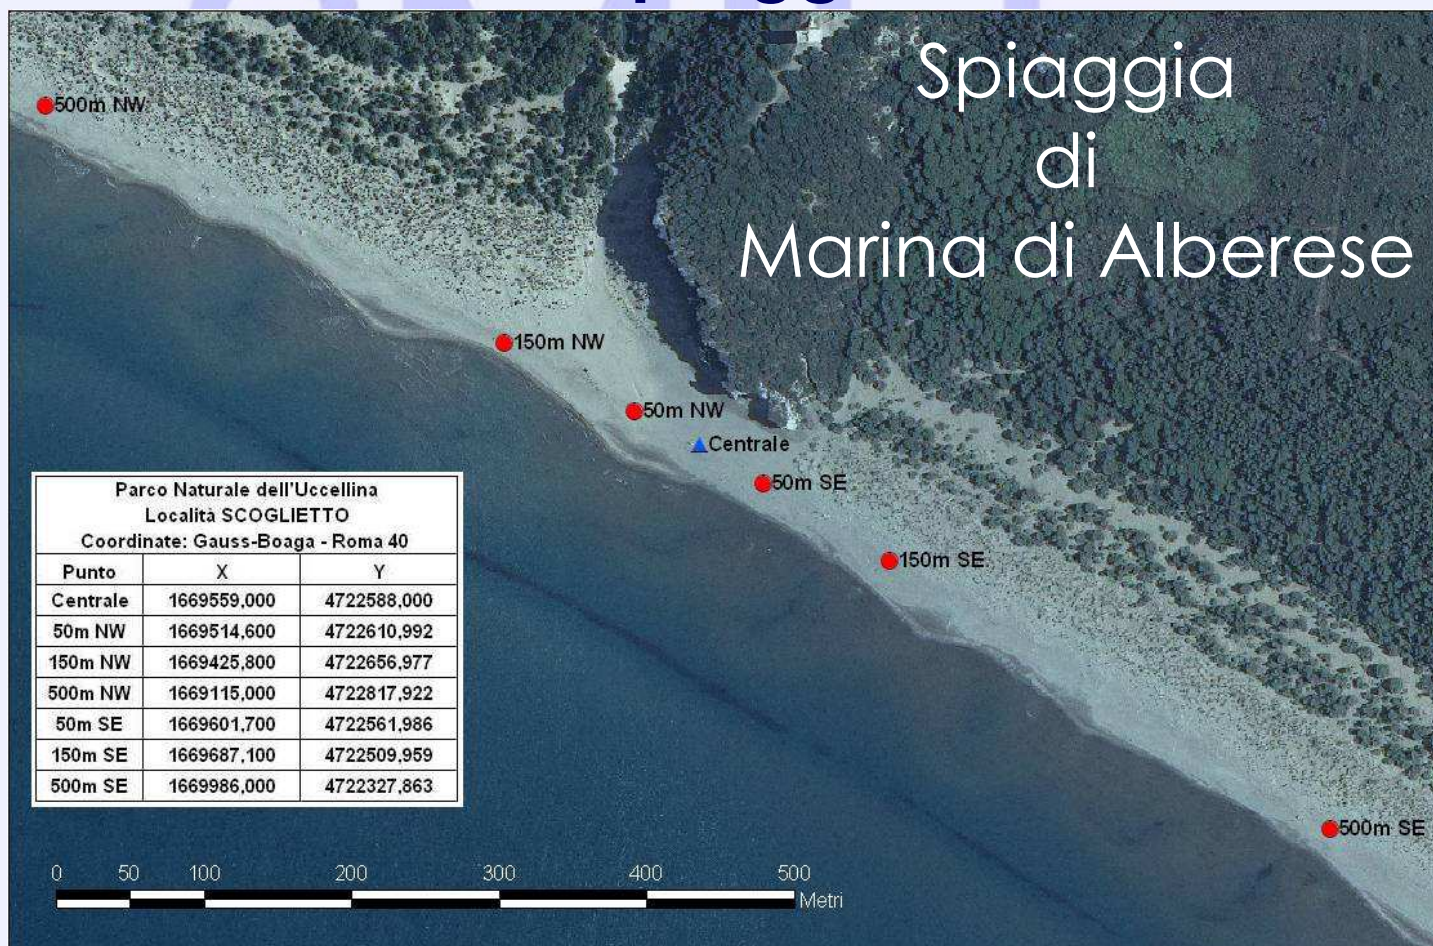 Spiaggia
di
Marina di Alberese
500m NW
150m NW
50m NW
Centrale
50m SE
150m SE
500m SE
Parco Naturale dell'Uccellina
Località SCOGLIETTO
Coordinate: Gauss-Boaga - Roma 40
Punto X Y
Centrale 1669559,000 4722588,000
50m NW 1669514,600 4722610,992
150m NW 1669425,800 4722656,977
500m NW 1669115,000 4722817,922
50m SE 1669601,700 4722561,986
150m SE 1669687,100 4722509,959
500m SE 1669986,000 4722327,863
0 50 100 200 300 400 500
Metri